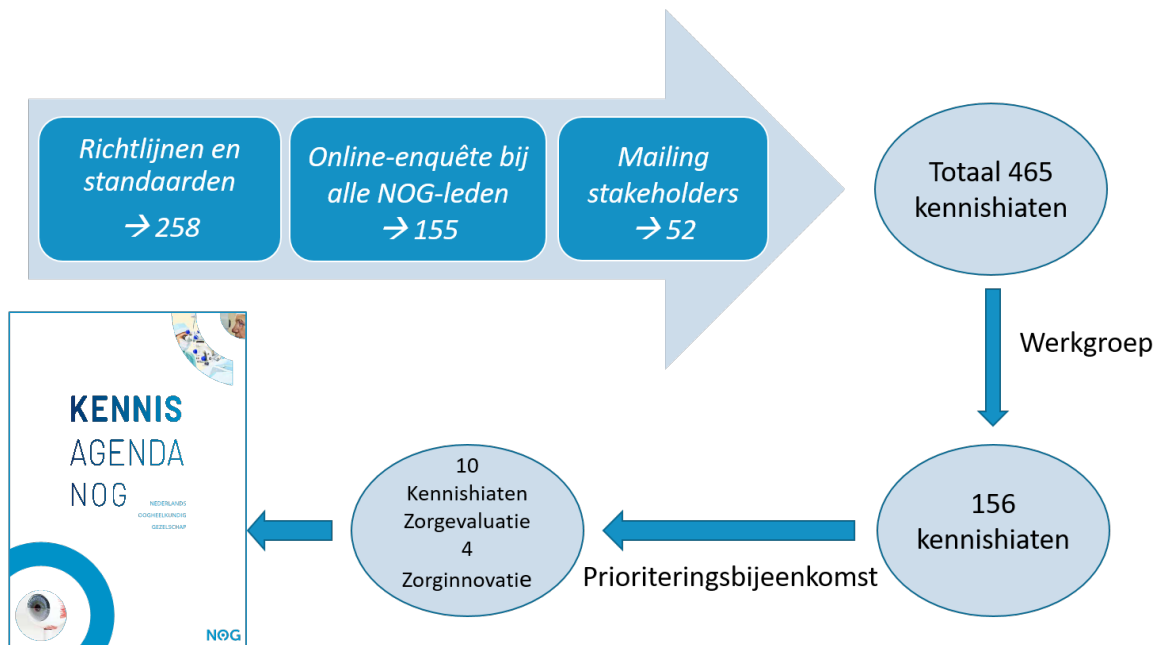 Richtlijnen en
standaarden
→ 258
Online-enquête bij
alle NOG-leden
→ 155
Mailing
stakeholders
→ 52
Totaal 465
kennishiaten
Werkgroep
156
kennishiaten
Prioriteringsbijeenkomst
10
Kennishiaten
Zorgevaluatie
4
Zorginnovatie
KENNIS
AGENDA
NOG
NEDERLANDS
OOGHEELKUNDIG
GEZELSCHAP
NOG